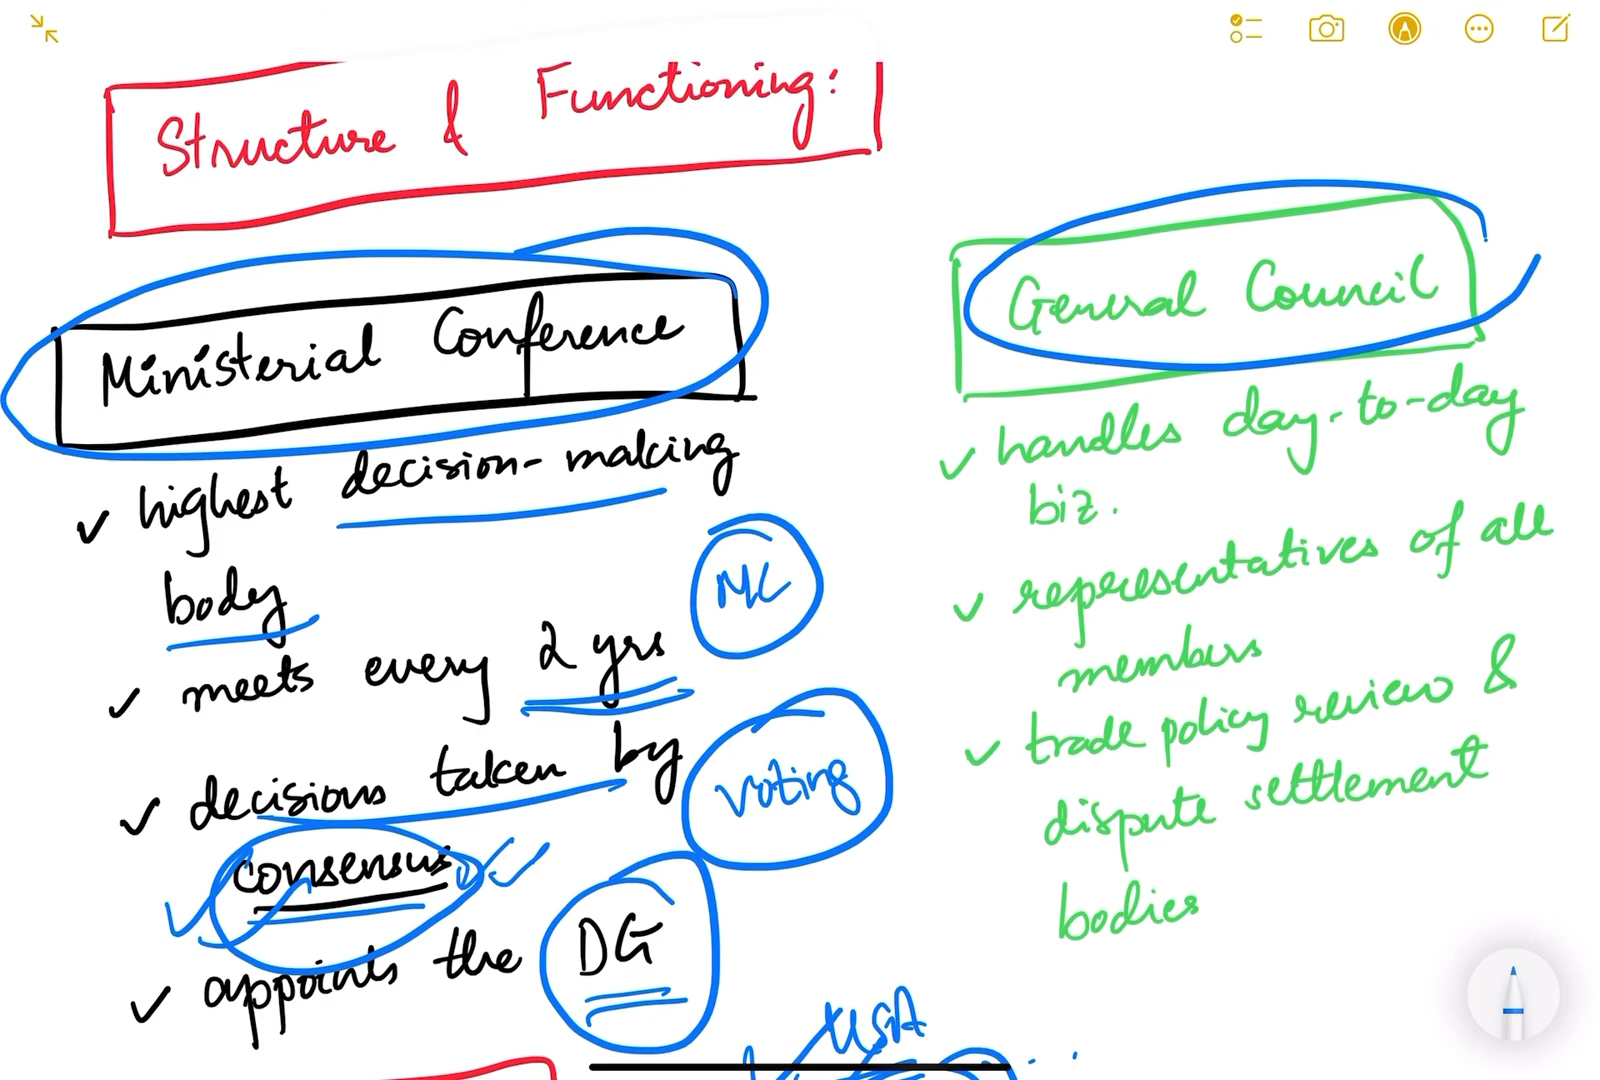 Structure & Functioning:
Ministerial Conference
✓ highest decision-making
body
MC
✓ meets every 2 yrs
✓ decisions taken by
voting
consensus
✓ appoints the DG
USA
General Council
✓ handles day-to-day
biz.
✓ representatives of all
members
✓ trade policy review &
dispute settlement
bodies